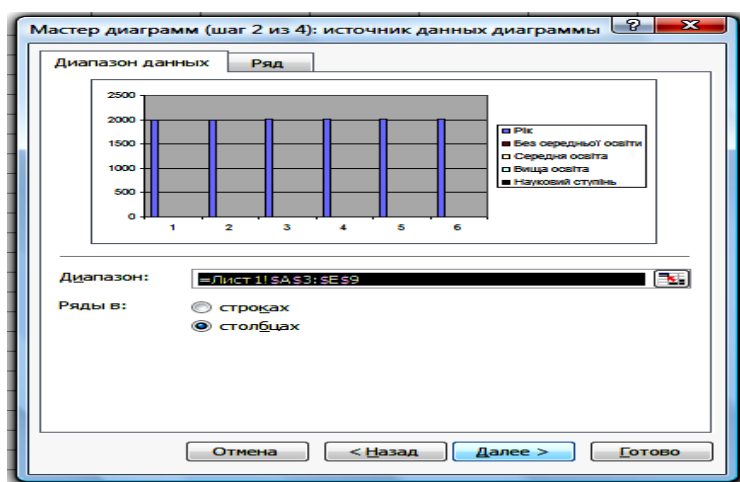 Мастер диаграмм (шаг 2 из 4): источник данных диаграммы
Диапазон данных
Ряд
2500
2000
1500
1000
500
0
1 2 3 4 5 6
Рік
Без середньої освіти
Середня освіта
Вища освіта
Науковий ступінь
Диапазон:
=Лист1!$A$3:$E$9
Ряды в:
строках
столбцах
Отмена
< Назад
Далее >
Готово